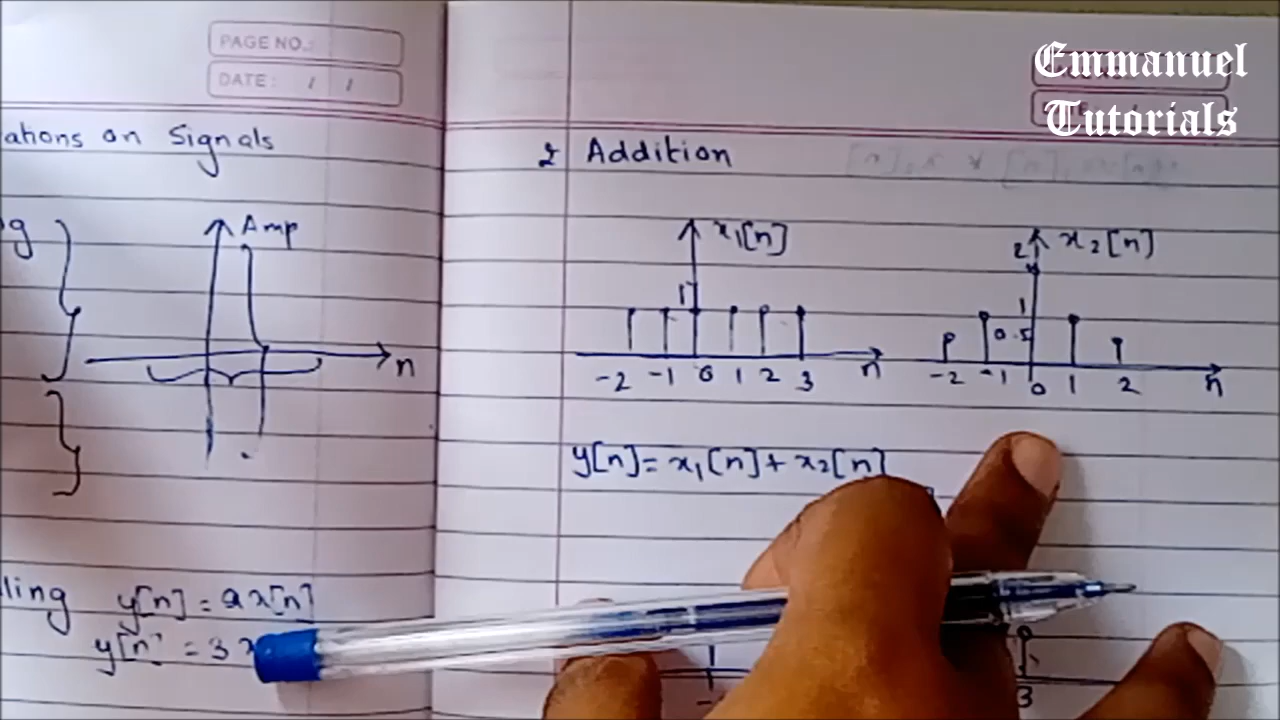 PAGE NO.:
DATE: / /
Emmanuel
Tutorials
ations on Signals
Amp
n
y[n] = a x[n]
y[n] = 3
2 Addition
x1[n]
1
-2 -1 0 1 2 3 n
x2[n]
2
1
0.5
-2 -1 0 1 2 n
y[n] = x1[n] + x2[n]
3